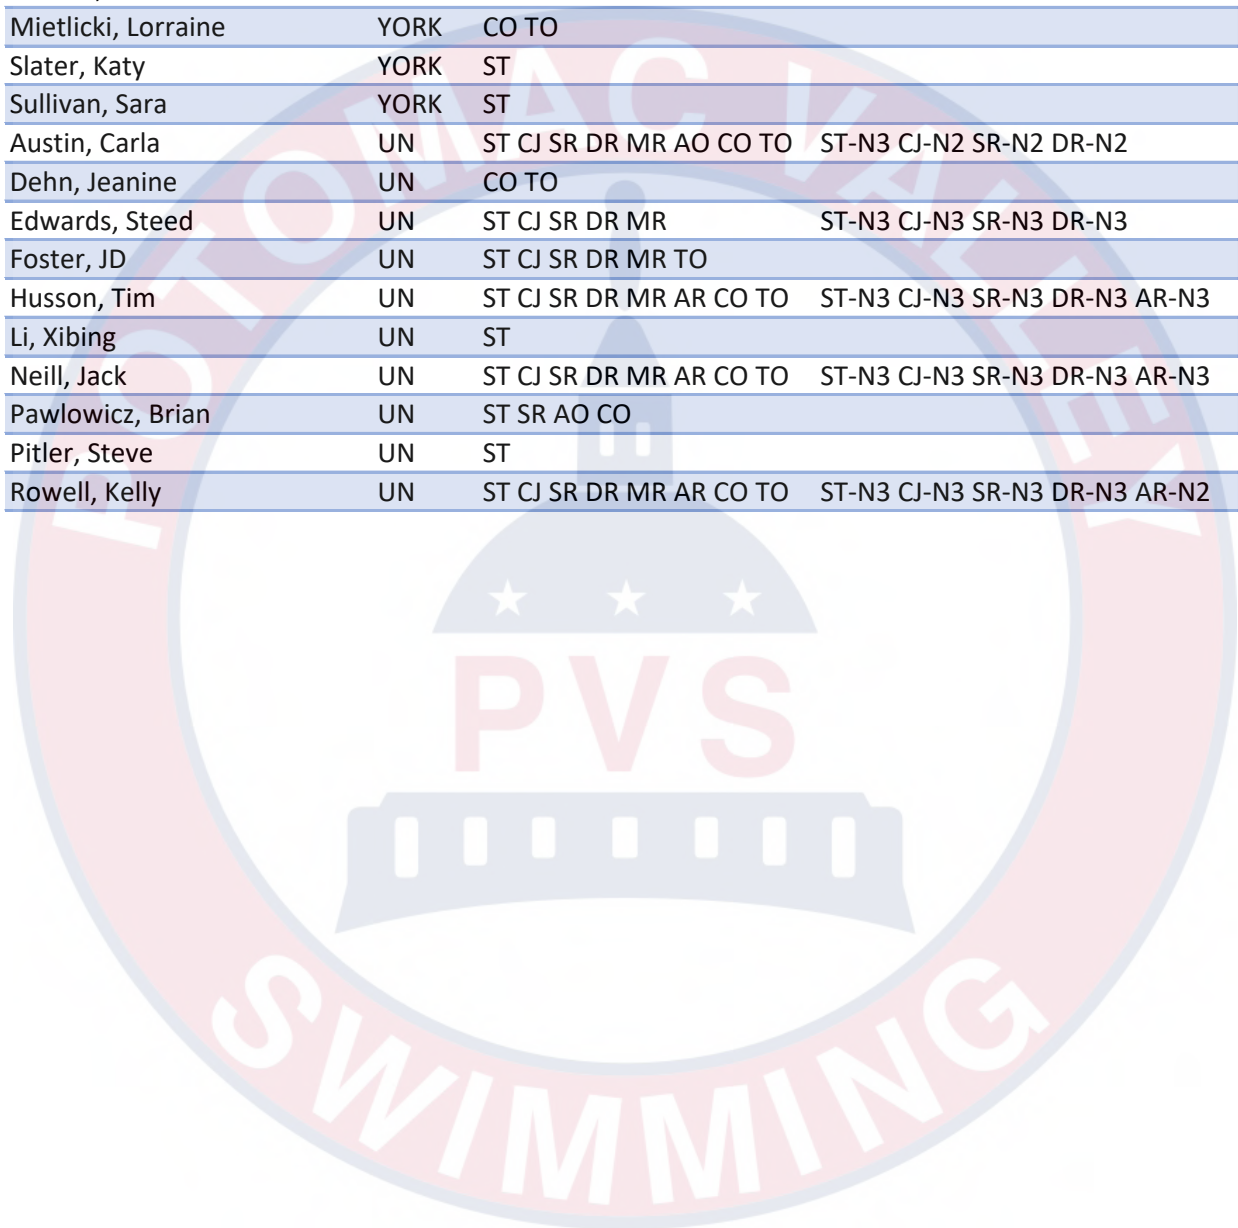 Mietlicki, Lorraine YORK CO TO
Slater, Katy YORK ST
Sullivan, Sara YORK ST
Austin, Carla UN ST CJ SR DR MR AO CO TO ST-N3 CJ-N2 SR-N2 DR-N2
Dehn, Jeanine UN CO TO
Edwards, Steed UN ST CJ SR DR MR ST-N3 CJ-N3 SR-N3 DR-N3
Foster, JD UN ST CJ SR DR MR TO
Husson, Tim UN ST CJ SR DR MR AR CO TO ST-N3 CJ-N3 SR-N3 DR-N3 AR-N3
Li, Xibing UN ST
Neill, Jack UN ST CJ SR DR MR AR CO TO ST-N3 CJ-N3 SR-N3 DR-N3 AR-N3
Pawlowicz, Brian UN ST SR AO CO
Pitler, Steve UN ST
Rowell, Kelly UN ST CJ SR DR MR AR CO TO ST-N3 CJ-N3 SR-N3 DR-N3 AR-N2
POTOMAC VALLEY
PVS
SWIMMING